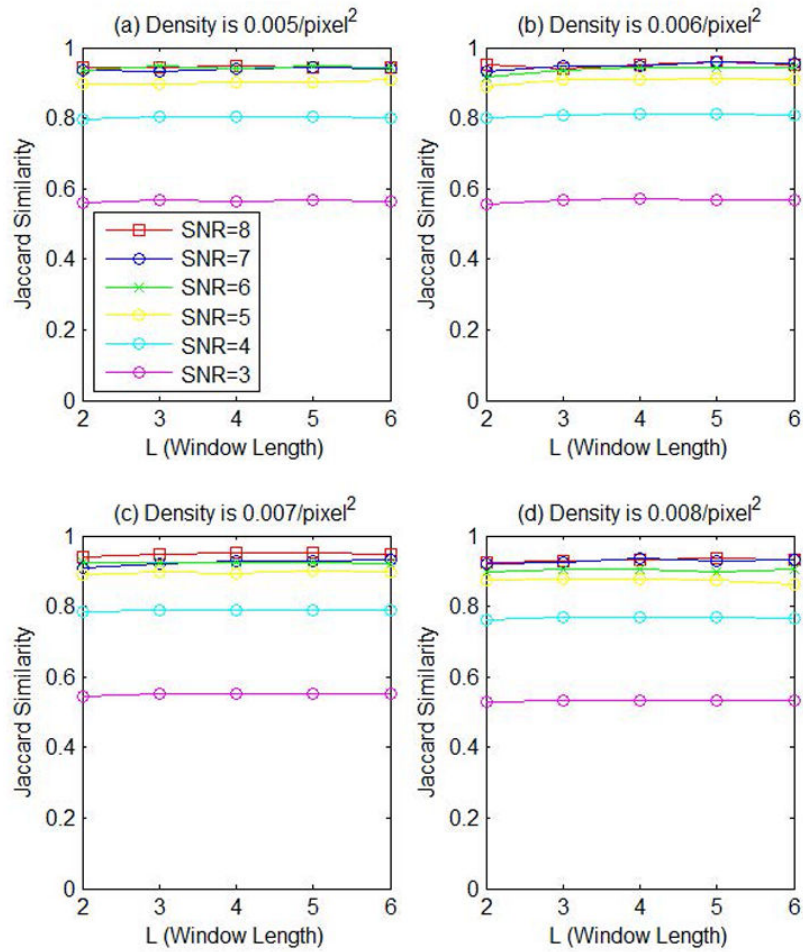 (a) Density is 0.005/pixel²
Jaccard Similarity
1
0.8
0.6
0.4
0.2
0
SNR=8
SNR=7
SNR=6
SNR=5
SNR=4
SNR=3
2 3 4 5 6
L (Window Length)
(b) Density is 0.006/pixel²
Jaccard Similarity
1
0.8
0.6
0.4
0.2
0
2 3 4 5 6
L (Window Length)
(c) Density is 0.007/pixel²
Jaccard Similarity
1
0.8
0.6
0.4
0.2
0
2 3 4 5 6
L (Window Length)
(d) Density is 0.008/pixel²
Jaccard Similarity
1
0.8
0.6
0.4
0.2
0
2 3 4 5 6
L (Window Length)